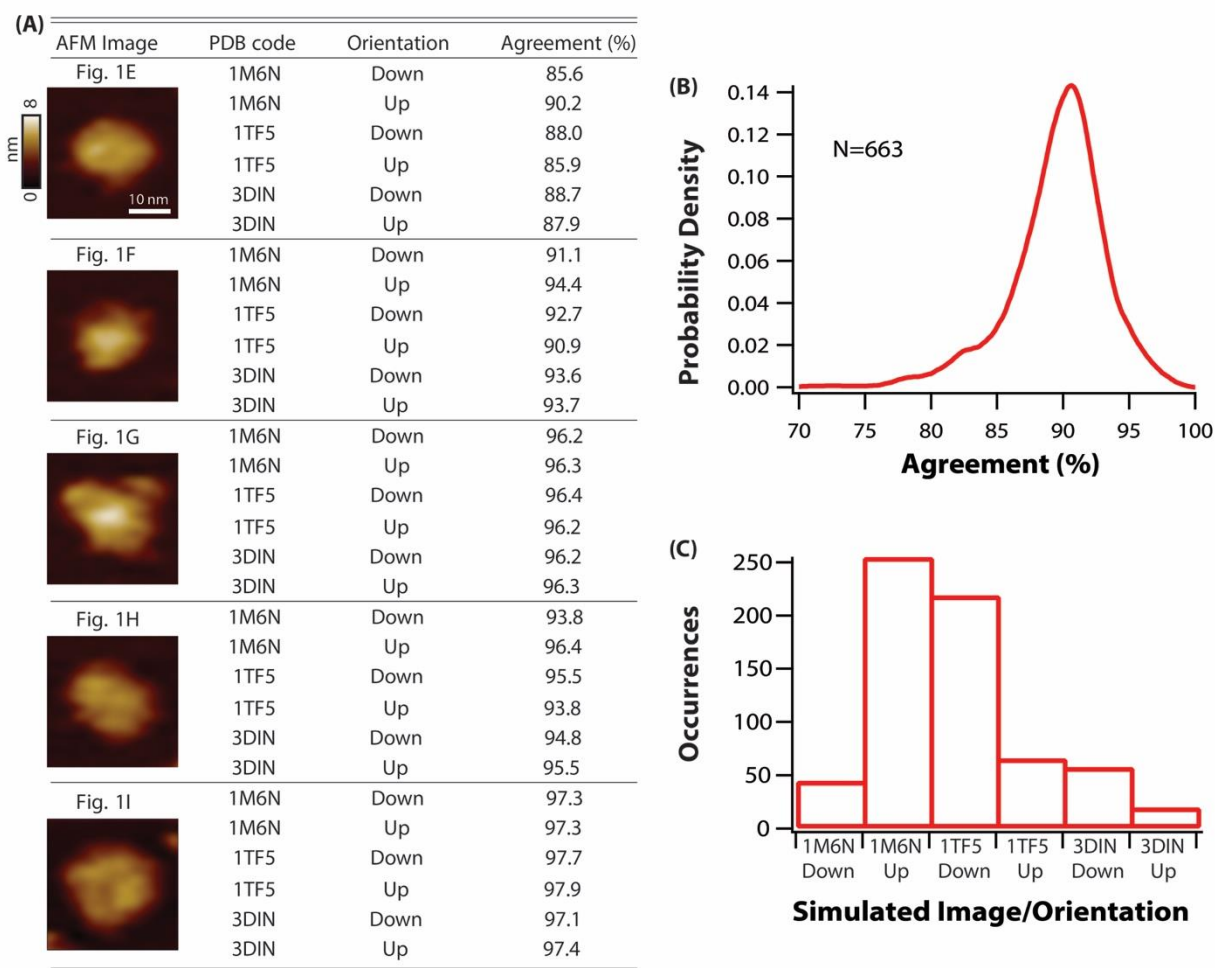 (A)
AFM Image PDB code Orientation Agreement (%)
Fig. 1E 1M6N Down 85.6
1M6N Up 90.2
1TF5 Down 88.0
1TF5 Up 85.9
3DIN Down 88.7
3DIN Up 87.9
8
nm
0
10 nm
Fig. 1F 1M6N Down 91.1
1M6N Up 94.4
1TF5 Down 92.7
1TF5 Up 90.9
3DIN Down 93.6
3DIN Up 93.7
Fig. 1G 1M6N Down 96.2
1M6N Up 96.3
1TF5 Down 96.4
1TF5 Up 96.2
3DIN Down 96.2
3DIN Up 96.3
Fig. 1H 1M6N Down 93.8
1M6N Up 96.4
1TF5 Down 95.5
1TF5 Up 93.8
3DIN Down 94.8
3DIN Up 95.5
Fig. 1I 1M6N Down 97.3
1M6N Up 97.3
1TF5 Down 97.7
1TF5 Up 97.9
3DIN Down 97.1
3DIN Up 97.4
(B)
Probability Density
0.14
0.12
0.10
0.08
0.06
0.04
0.02
0.00
N=663
70 75 80 85 90 95 100
Agreement (%)
(C)
Occurrences
250
200
150
100
50
0
1M6N 1M6N 1TF5 1TF5 3DIN 3DIN
Down Up Down Up Down Up
Simulated Image/Orientation